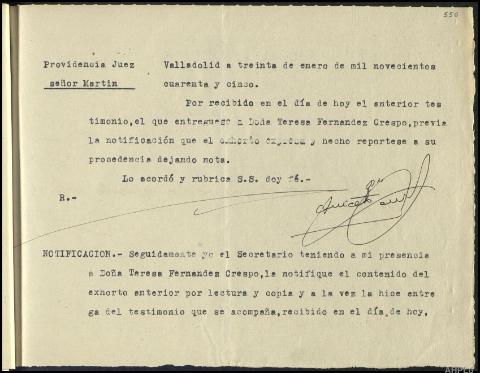 550
Providencia Juez Valladolid a treinta de enero de mil novecientos
señor Martin cuarenta y cinco.
Por recibido en el día de hoy el anterior tes
timonio, el que entreguese a Doña Teresa Fernandez Crespo, previa
la notificación que el exhorto expresa y hecho reportese a su
procedencia dejando nota.
Lo acordó y rubrica S.S. doy fé.-
R.-
NOTIFICACION.- Seguidamente yo el Secretario teniendo a mi presencia
a Doña Teresa Fernandez Crespo, la notifique el contenido del
exhorto anterior por lectura y copia y a la vez la hice entre
ga del testimonio que se acompaña, recibido en el día de hoy,
AHPCU